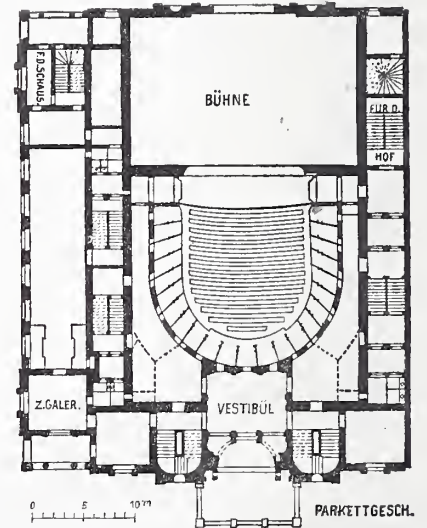 F.D.SCHAUS.
BÜHNE
FÜR D.
HOF
Z.GALER.
VESTIBÜL
0 5 10 m
PARKETTGESCH.